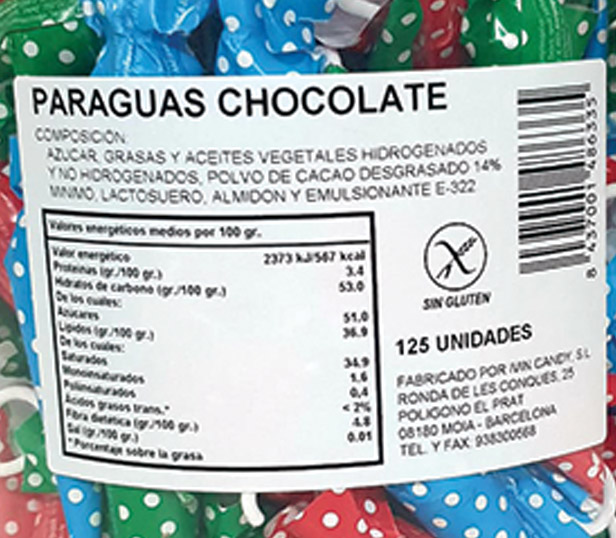 PARAGUAS CHOCOLATE
COMPOSICION:
AZUCAR, GRASAS Y ACEITES VEGETALES HIDROGENADOS
Y NO HIDROGENADOS, POLVO DE CACAO DESGRASADO 14%
MINIMO, LACTOSUERO, ALMIDON Y EMULSIONANTE E-322
Valores energéticos medios por 100 gr.
Valor energético 2373 kJ/567 kcal
Proteinas (gr./100 gr.) 3.4
Hidratos de carbono (gr./100 gr.) 53.0
De los cuales:
Azúcares 51.0
Lípidos (gr./100 gr.) 36.9
De los cuales:
Saturados 34.9
Monoinsaturados 1.6
Poliinsaturados 0,4
Ácidos grasos trans.* < 2%
Fibra dietética (gr./100 gr.) 4.8
Sal (gr./100 gr.) 0.01
*Porcentaje sobre la grasa
SIN GLUTEN
125 UNIDADES
FABRICADO POR IVIN CANDY, S.L
RONDA DE LES CONQUES, 25
POLIGONO EL PRAT
08180 MOIA - BARCELONA
TEL. Y FAX. 938300568
8 437001 486335